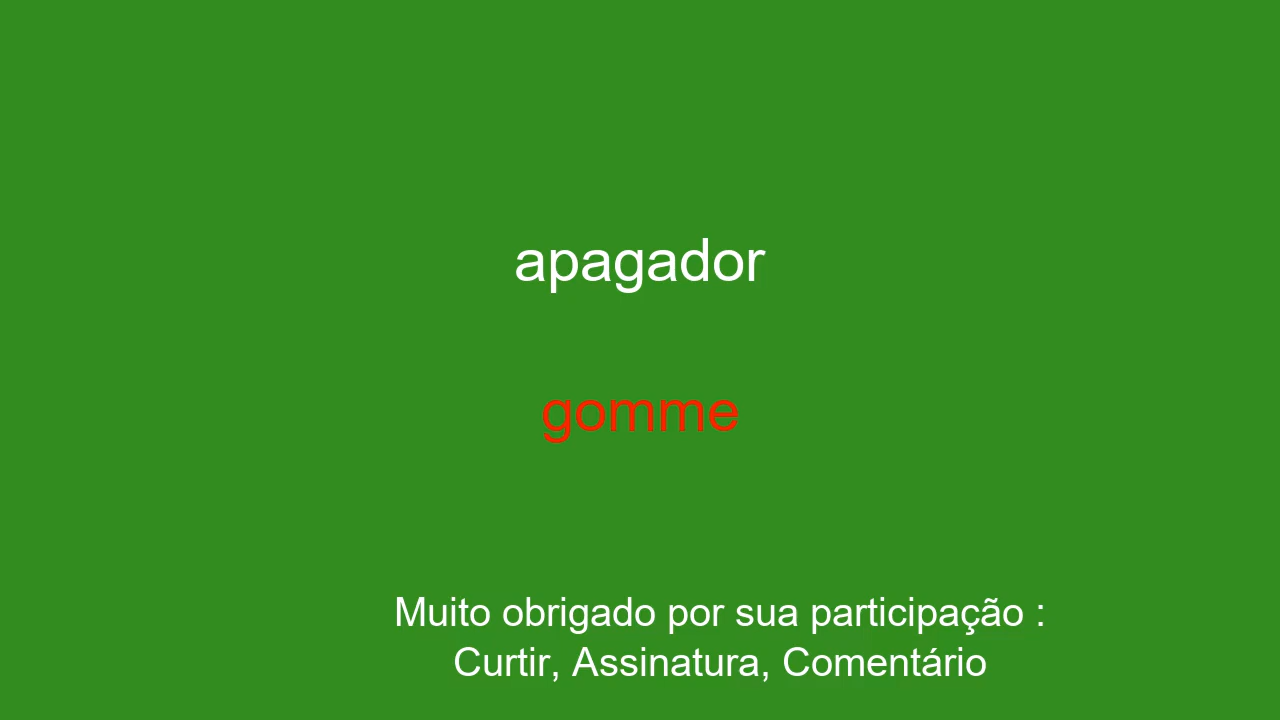 apagador
gomme
Muito obrigado por sua participação :
Curtir, Assinatura, Comentário